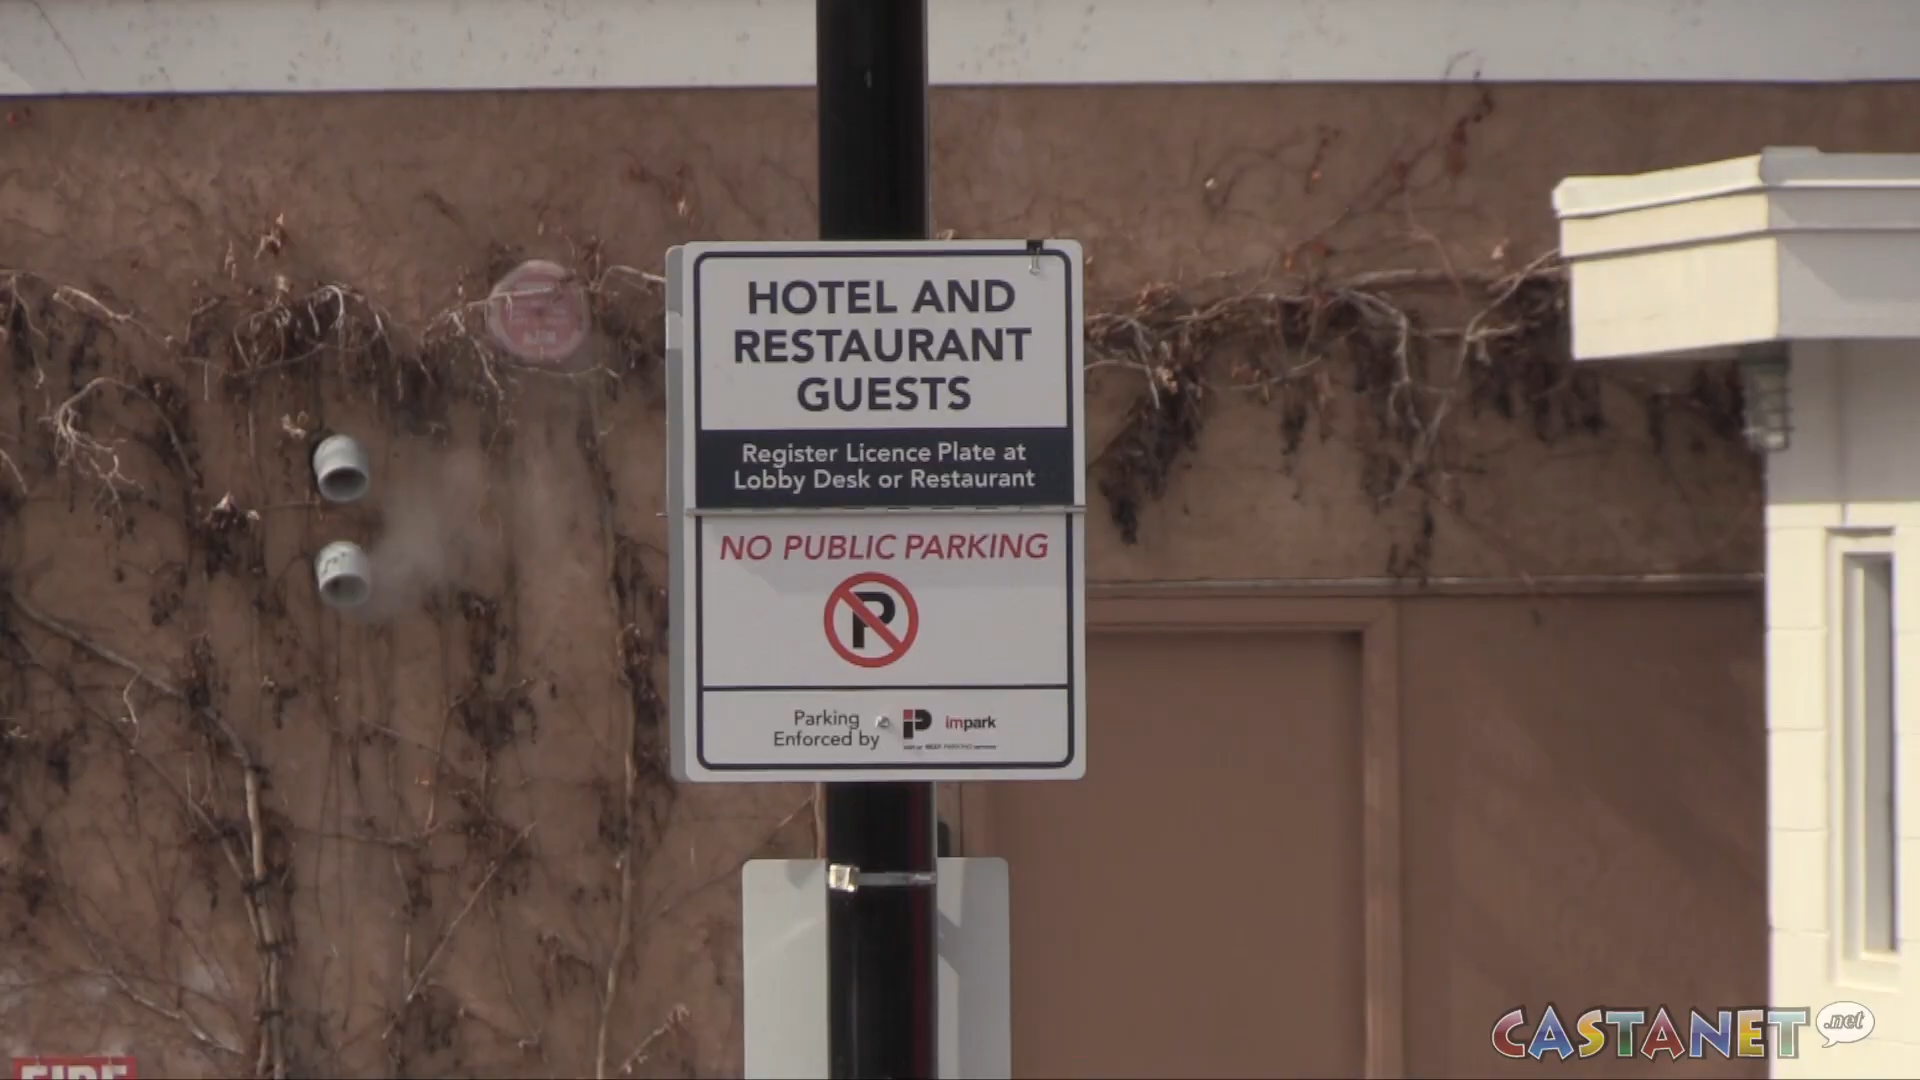 HOTEL AND
RESTAURANT
GUESTS
Register Licence Plate at
Lobby Desk or Restaurant
NO PUBLIC PARKING
P
Parking
Enforced by
P impark
FIRE
CASTANET .net